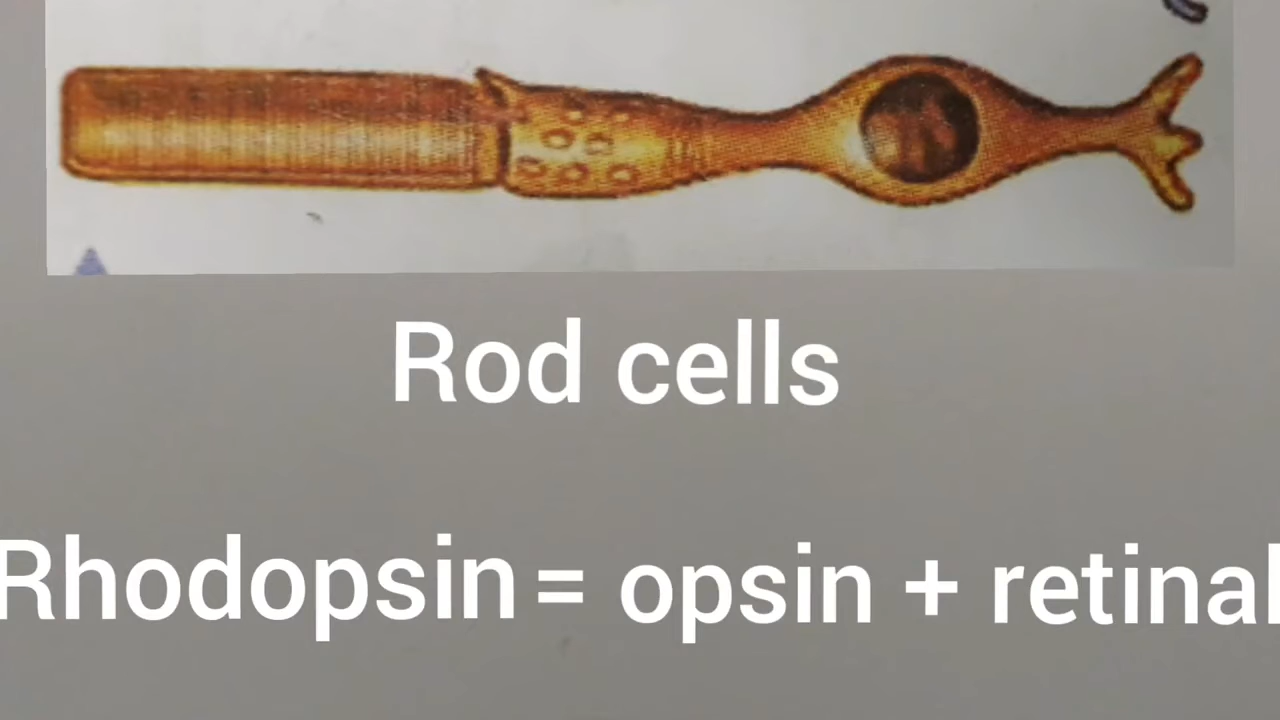 Rod cells
Rhodopsin = opsin + retinal